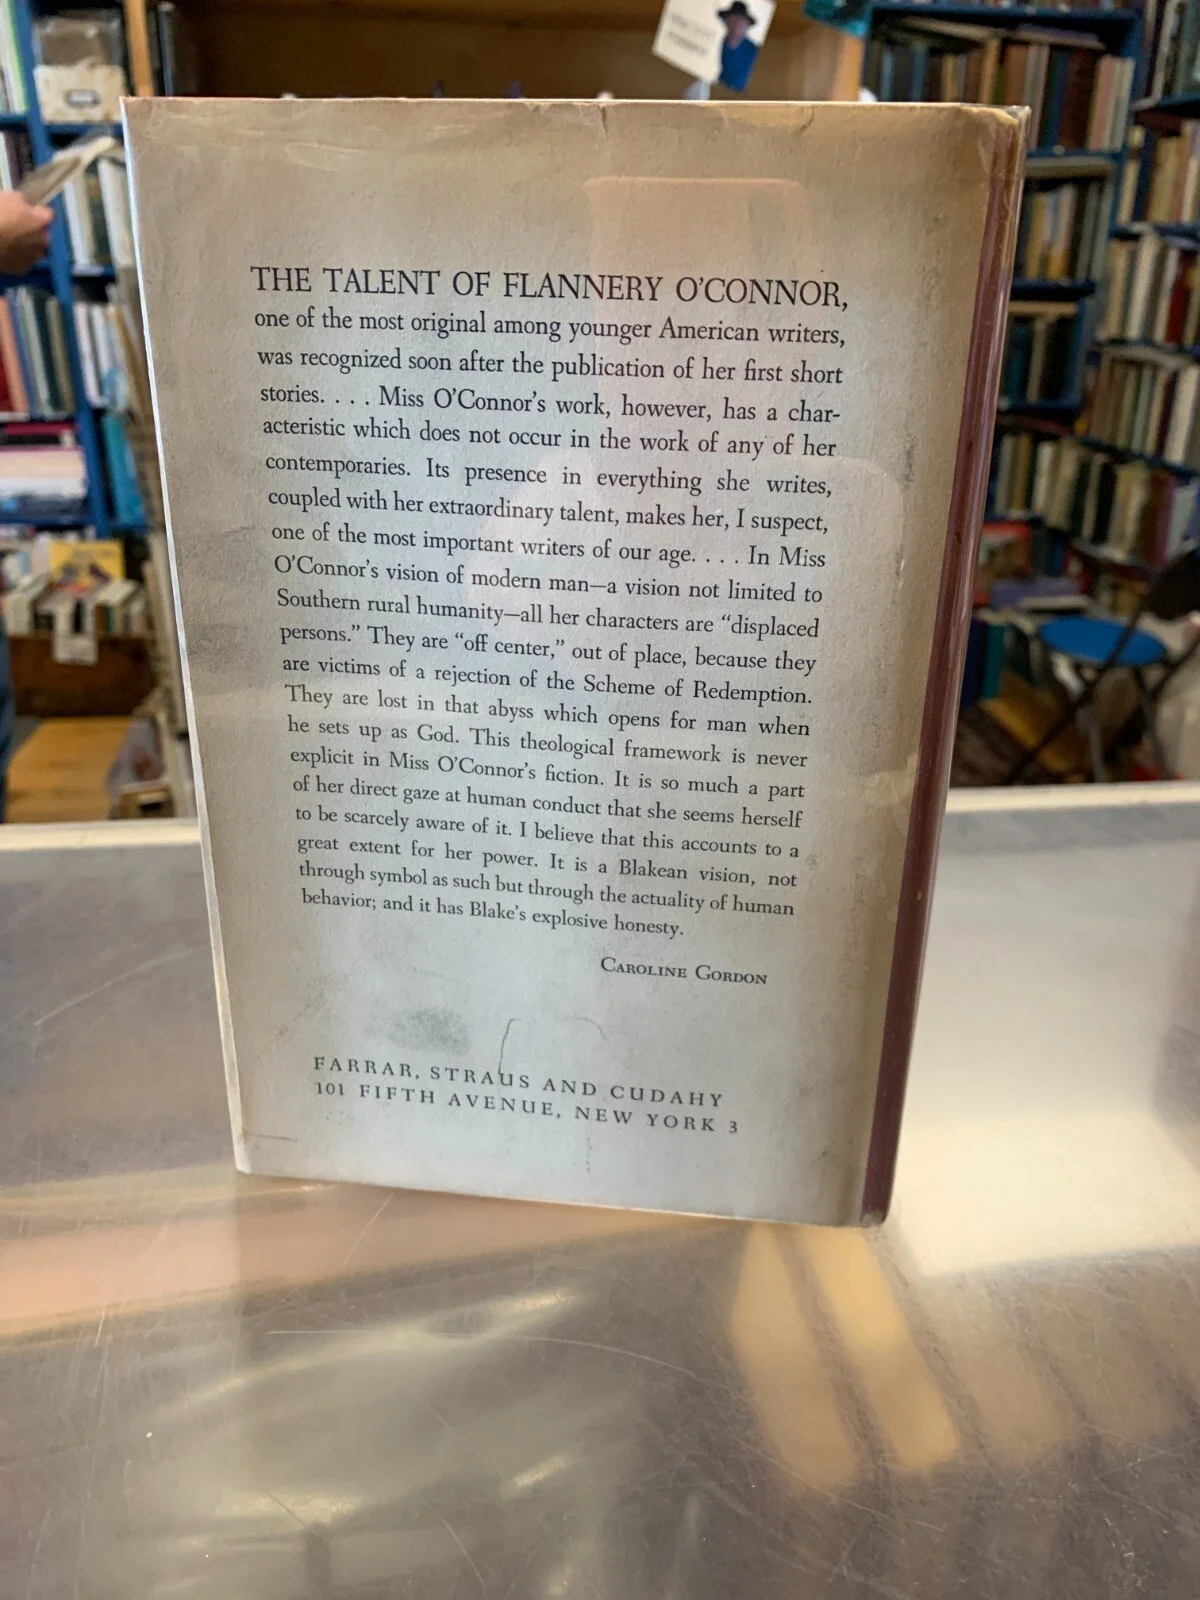 THE TALENT OF FLANNERY O'CONNOR,
one of the most original among younger American writers,
was recognized soon after the publication of her first short
stories. . . . Miss O'Connor's work, however, has a char-
acteristic which does not occur in the work of any of her
contemporaries. Its presence in everything she writes,
coupled with her extraordinary talent, makes her, I suspect,
one of the most important writers of our age. . . . In Miss
O'Connor's vision of modern man—a vision not limited to
Southern rural humanity—all her characters are “displaced
persons.” They are “off center,” out of place, because they
are victims of a rejection of the Scheme of Redemption.
They are lost in that abyss which opens for man when
he sets up as God. This theological framework is never
explicit in Miss O'Connor's fiction. It is so much a part
of her direct gaze at human conduct that she seems herself
to be scarcely aware of it. I believe that this accounts to a
great extent for her power. It is a Blakean vision, not
through symbol as such but through the actuality of human
behavior; and it has Blake's explosive honesty.
CAROLINE GORDON
FARRAR, STRAUS AND CUDAHY
101 FIFTH AVENUE, NEW YORK 3